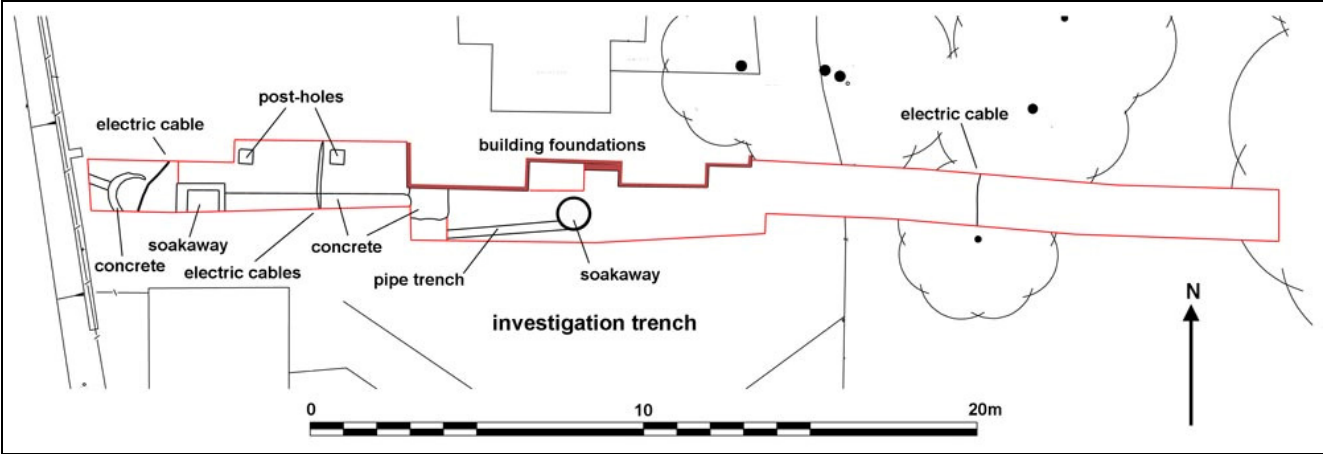 post-holes
electric cable
electric cable
building foundations
soakaway
concrete
concrete
electric cables
pipe trench
soakaway
investigation trench
N
0
10
20m